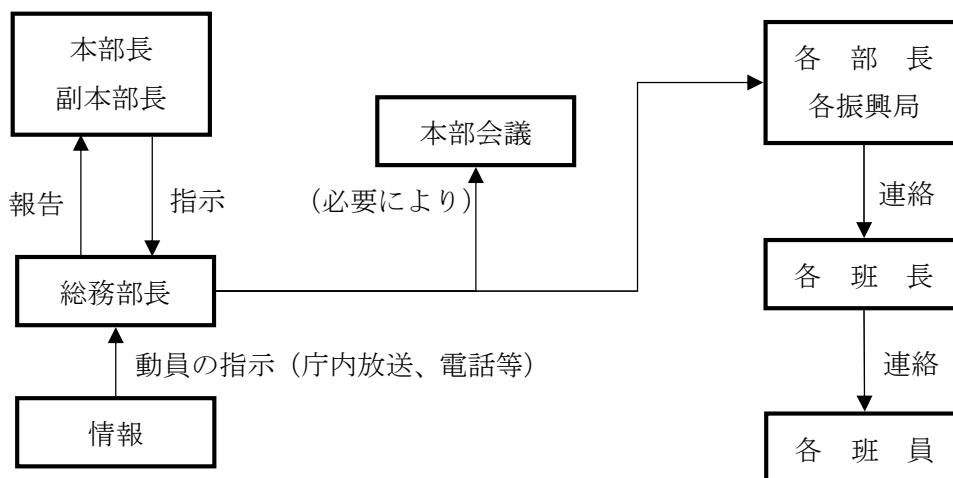 本部長
副本部長
各　部　長
各振興局
本部会議
報告
指示
（必要により）
連絡
総務部長
各　班　長
動員の指示（庁内放送、電話等）
連絡
情報
各　班　員